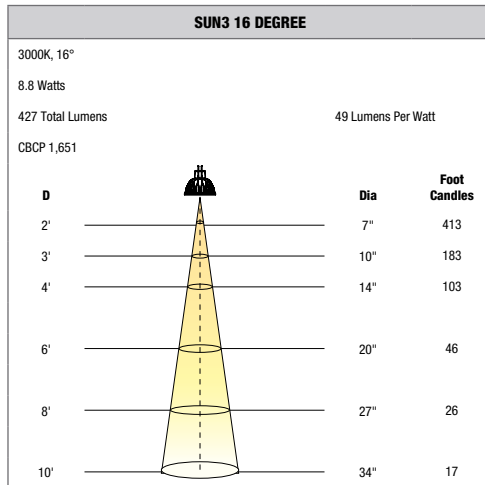 SUN3 16 DEGREE
3000K, 16°
8.8 Watts
427 Total Lumens 49 Lumens Per Watt
CBCP 1,651
D Dia Foot Candles
2' 7" 413
3' 10" 183
4' 14" 103
6' 20" 46
8' 27" 26
10' 34" 17